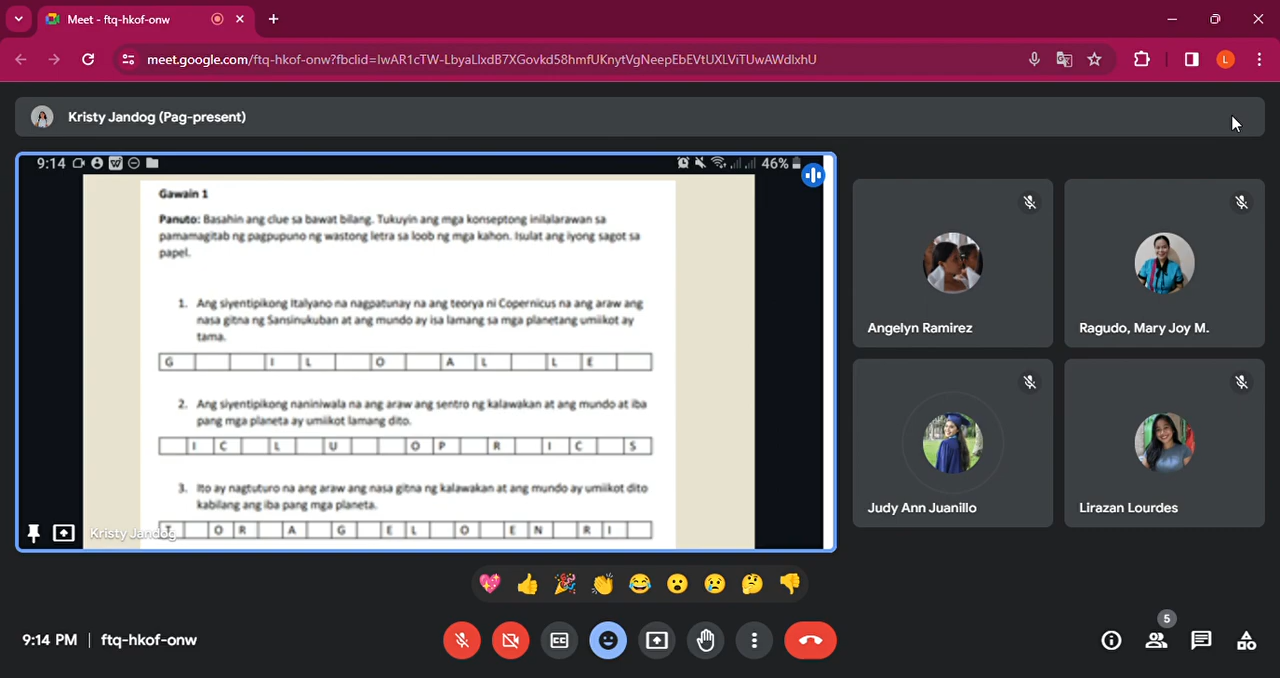 Meet - ftq-hkof-onw
meet.google.com/ftq-hkof-onw?fbclid=IwAR1cTW-LbyaLlxdB7XGovkd58hmfUKnytVgNeepEbEVtUXLViTUwAWdlxhU
L
Kristy Jandog (Pag-present)
9:14
46%
Gawain 1
Panuto: Basahin ang clue sa bawat bilang. Tukuyin ang mga konseptong inilalarawan sa
pamamagitab ng pagpupuno ng wastong letra sa loob ng mga kahon. Isulat ang iyong sagot sa
papel.
1. Ang siyentipikong Italyano na nagpatunay na ang teorya ni Copernicus na ang araw ang
nasa gitna ng Sansinukuban at ang mundo ay isa lamang sa mga planetang umiikot ay
tama.
G I L O A L L E
2. Ang siyentipikong naniniwala na ang araw ang sentro ng kalawakan at ang mundo at iba
pang mga planeta ay umiikot lamang dito.
I C L U O P R I C S
3. Ito ay nagtuturo na ang araw ang nasa gitna ng kalawakan at ang mundo ay umiikot dito
kabilang ang iba pang mga planeta.
T O R A G E L O E N R I
Kristy Jandog
Angelyn Ramirez
Ragudo, Mary Joy M.
Judy Ann Juanillo
Lirazan Lourdes
9:14 PM | ftq-hkof-onw
5